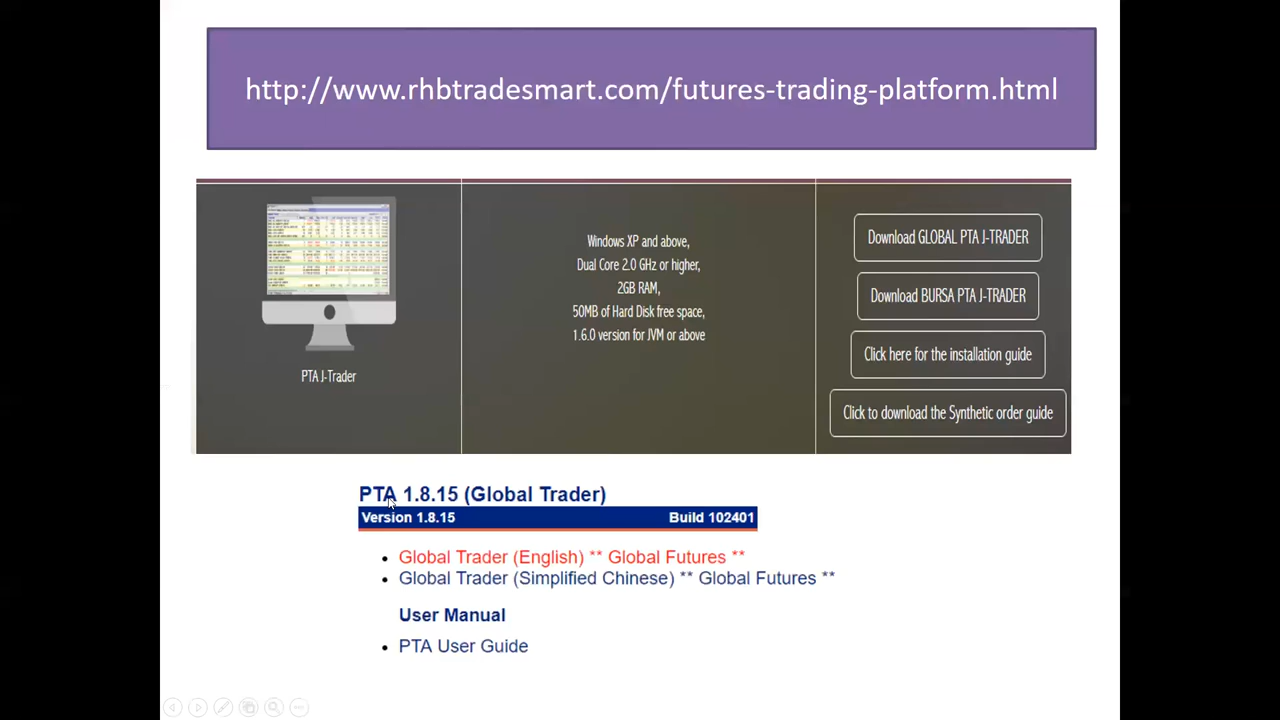 http://www.rhbtradesmart.com/futures-trading-platform.html
PTA J-Trader
Windows XP and above,
Dual Core 2.0 GHz or higher,
2GB RAM,
50MB of Hard Disk free space,
1.6.0 version for JVM or above
Download GLOBAL PTA J-TRADER
Download BURSA PTA J-TRADER
Click here for the installation guide
Click to download the Synthetic order guide
PTA 1.8.15 (Global Trader)
Version 1.8.15 Build 102401
Global Trader (English) ** Global Futures **
Global Trader (Simplified Chinese) ** Global Futures **
User Manual
PTA User Guide